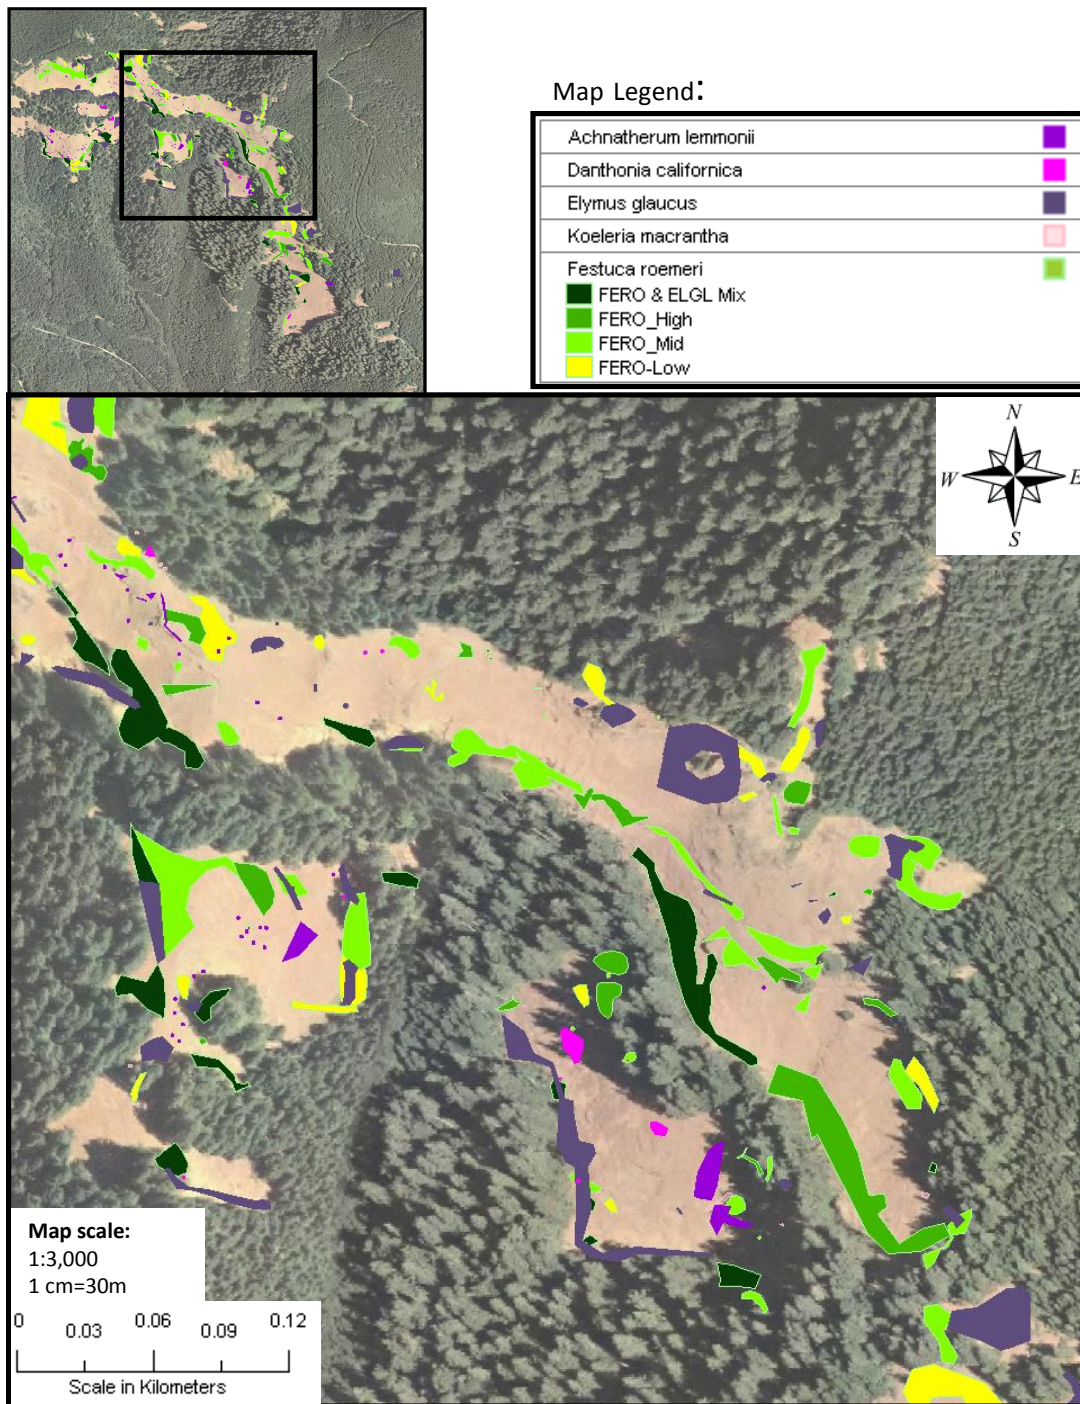 Map Legend:
Achnatherum lemmonii
Danthonia californica
Elymus glaucus
Koeleria macrantha
Festuca roemeri
FERO & ELGL Mix
FERO_High
FERO_Mid
FERO-Low
N
W E
S
Map scale:
1:3,000
1 cm=30m
0 0.03 0.06 0.09 0.12
Scale in Kilometers